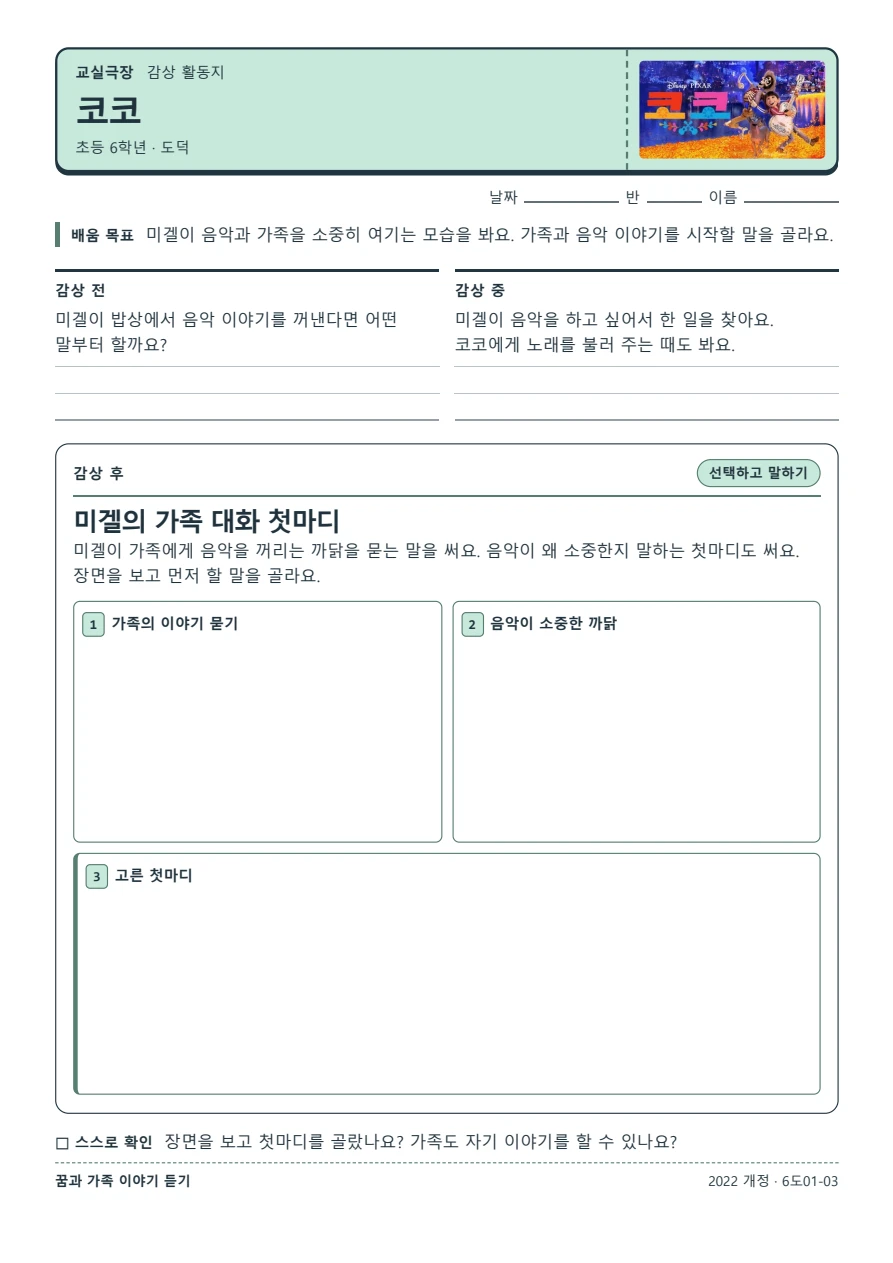 교실극장 감상 활동지
코코
초등 6학년 · 도덕
Disney PIXAR
코코
날짜 반 이름
배움 목표 미겔이 음악과 가족을 소중히 여기는 모습을 봐요. 가족과 음악 이야기를 시작할 말을 골라요.
감상 전
미겔이 밥상에서 음악 이야기를 꺼낸다면 어떤
말부터 할까요?
감상 중
미겔이 음악을 하고 싶어서 한 일을 찾아요.
코코에게 노래를 불러 주는 때도 봐요.
감상 후
선택하고 말하기
미겔의 가족 대화 첫마디
미겔이 가족에게 음악을 꺼리는 까닭을 묻는 말을 써요. 음악이 왜 소중한지 말하는 첫마디도 써요.
장면을 보고 먼저 할 말을 골라요.
1 가족의 이야기 묻기
2 음악이 소중한 까닭
3 고른 첫마디
□ 스스로 확인 장면을 보고 첫마디를 골랐나요? 가족도 자기 이야기를 할 수 있나요?
꿈과 가족 이야기 듣기
2022 개정 · 6도01-03